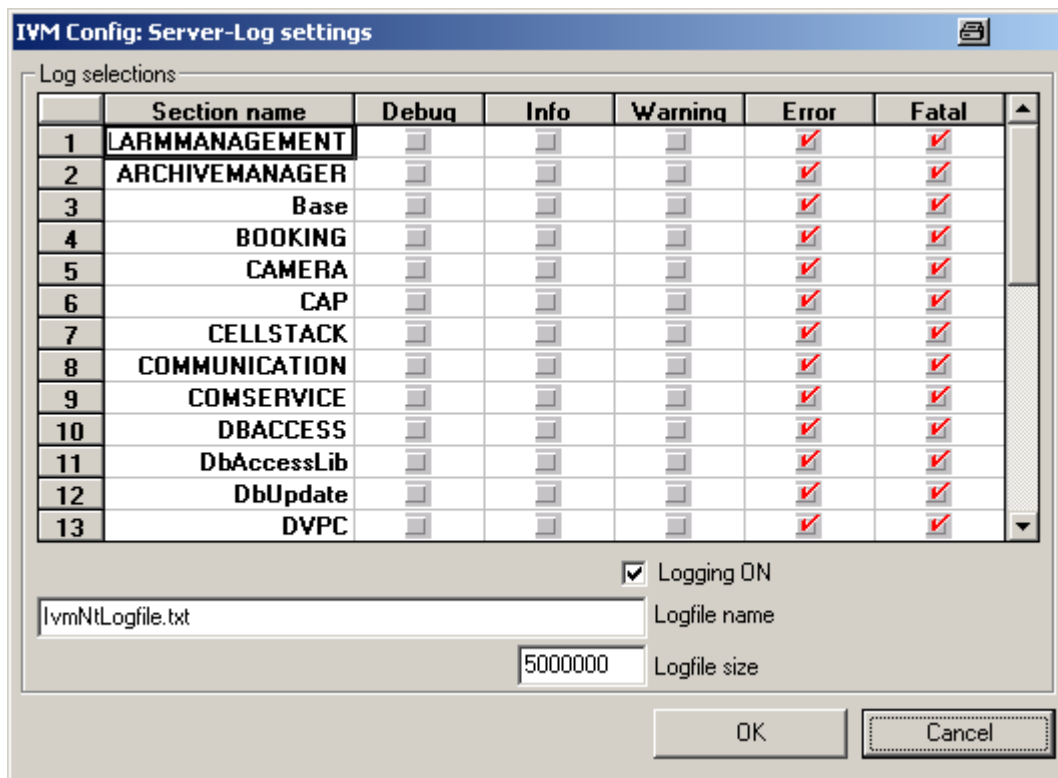 IVM Config: Server-Log settings
Log selections
Section name Debug Info Warning Error Fatal
1 LARMMANAGEMENT
2 ARCHIVEMANAGER
3 Base
4 BOOKING
5 CAMERA
6 CAP
7 CELLSTACK
8 COMMUNICATION
9 COMSERVICE
10 DBACCESS
11 DbAccessLib
12 DbUpdate
13 DVPC
Logging ON
IvmNtLogfile.txt Logfile name
5000000 Logfile size
OK Cancel